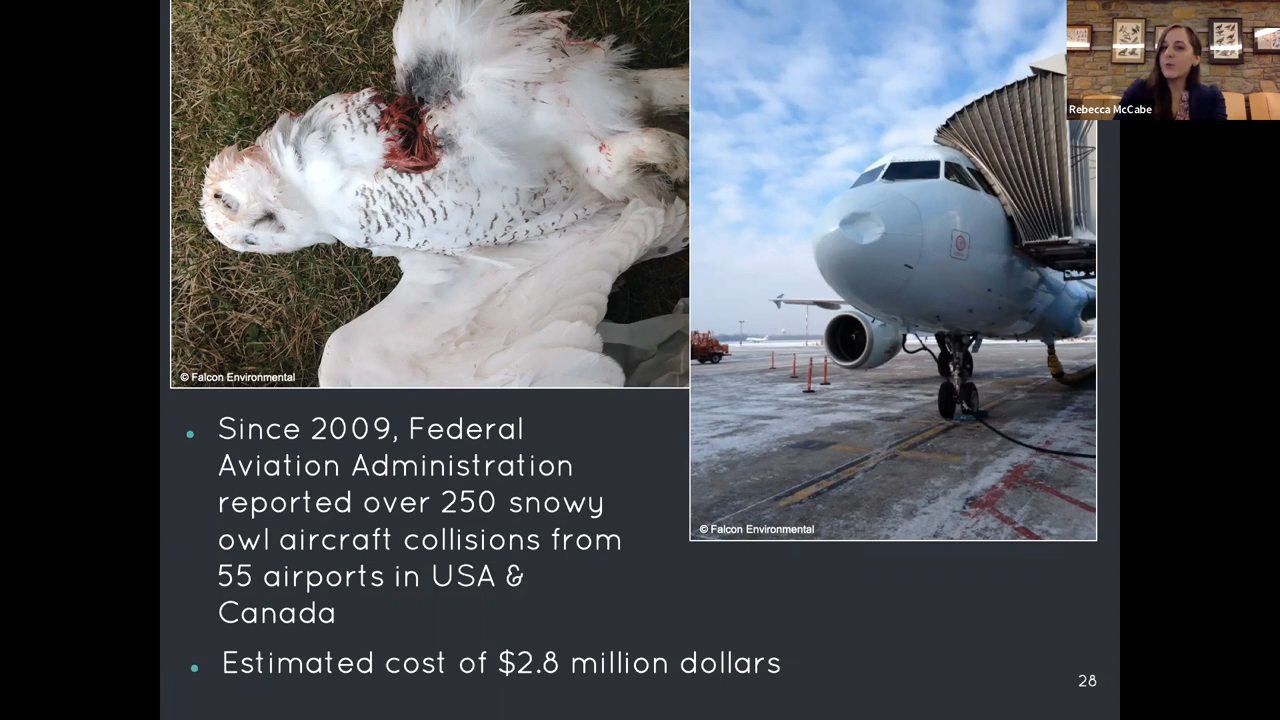 Rebecca McCabe
© Falcon Environmental
© Falcon Environmental
Since 2009, Federal
Aviation Administration
reported over 250 snowy
owl aircraft collisions from
55 airports in USA &
Canada
Estimated cost of $2.8 million dollars
28